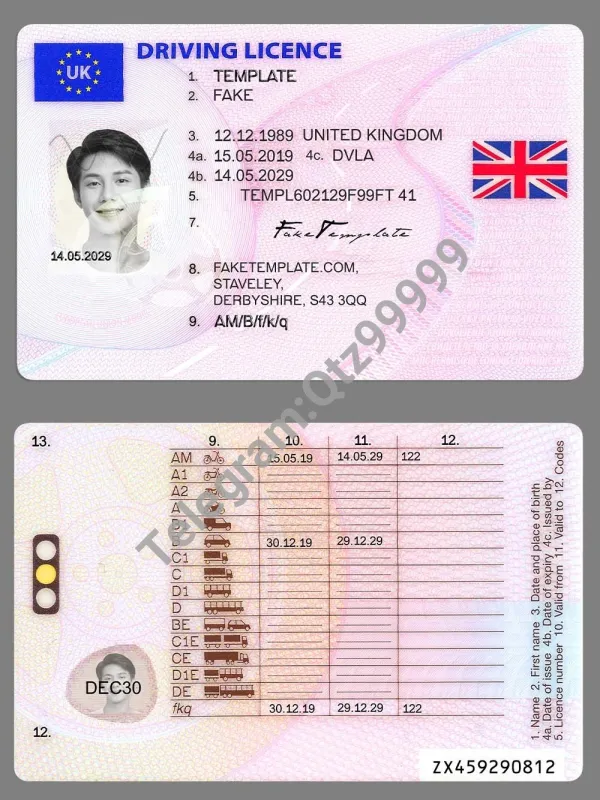 UK
DRIVING LICENCE
1. TEMPLATE
2. FAKE
3. 12.12.1989 UNITED KINGDOM
4a. 15.05.2019 4c. DVLA
4b. 14.05.2029
5. TEMPL602129F99FT 41
7. FakeTemplate
14.05.2029
8. FAKETEMPLATE.COM,
STAVELEY,
DERBYSHIRE, S43 3QQ
9. AM/B/f/k/q
Telegram:Qtz99999
13. 9. 10. 11. 12.
AM 15.05.19 14.05.29 122
A1
A2
A
B1
B 30.12.19 29.12.29
C1
C
D1
D
BE
C1E
CE
D1E
DE
fkq 30.12.19 29.12.29 122
DEC30
12.
1. Name 2. First name 3. Date and place of birth
4a. Date of issue 4b. Date of expiry 4c. Issued by
5. Licence number 10. Valid from 11. Valid to 12. Codes
ZX459290812